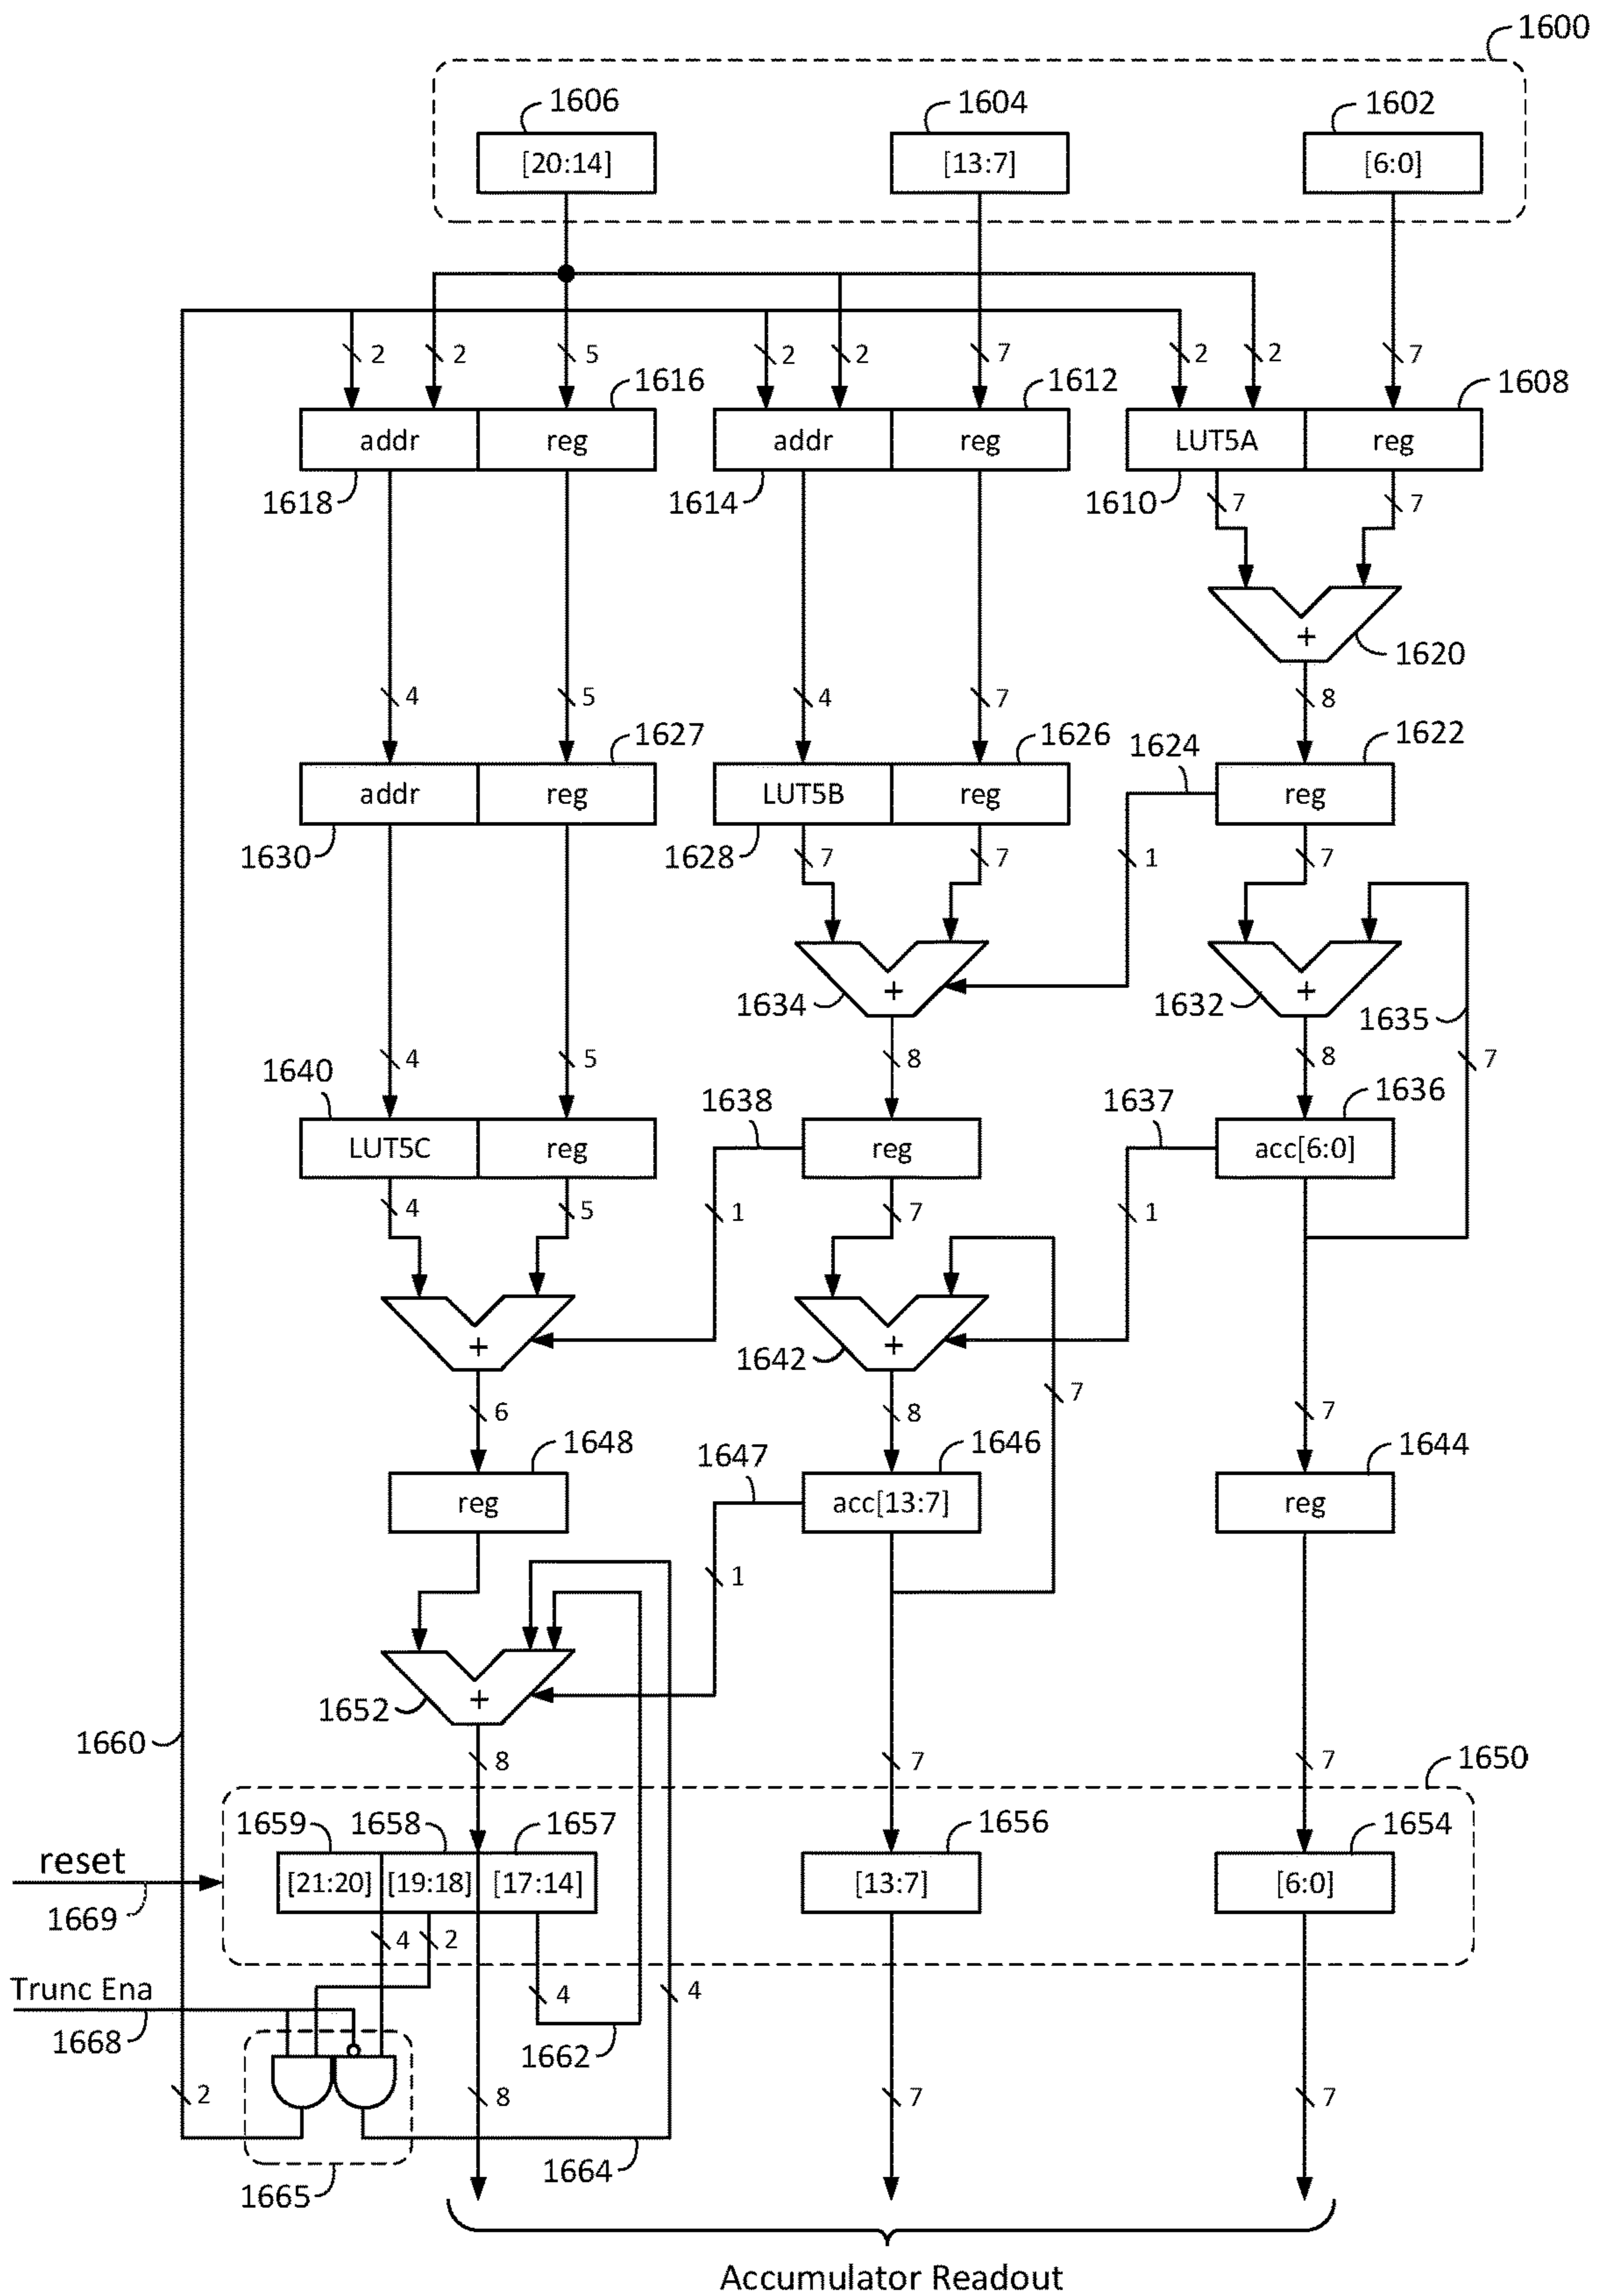 1600
1606 1604 1602
[20:14] [13:7] [6:0]
2 2 5 2 2 7 2 2 7
1616 1612 1608
addr reg addr reg LUT5A reg
1618 1614 1610 7 7
+
1620
4 5 4 7 8
1627 1626 1624 1622
addr reg LUT5B reg reg
1630 1628 7 7 1 7
+ +
1634 1632 1635
4 5 8 8 7
1640 1638 1637 1636
LUT5C reg reg acc[6:0]
4 5 1 7 1
+ +
1642
7
6 8 7
1648 1647 1646 1644
reg acc[13:7] reg
1
+
1652
1660 8 7 7 1650
1659 1658 1657 1656 1654
reset [21:20] [19:18] [17:14] [13:7] [6:0]
1669
4 2
Trunc Ena 4 4
1668 1662
2 8 7 7
1665 1664
Accumulator Readout